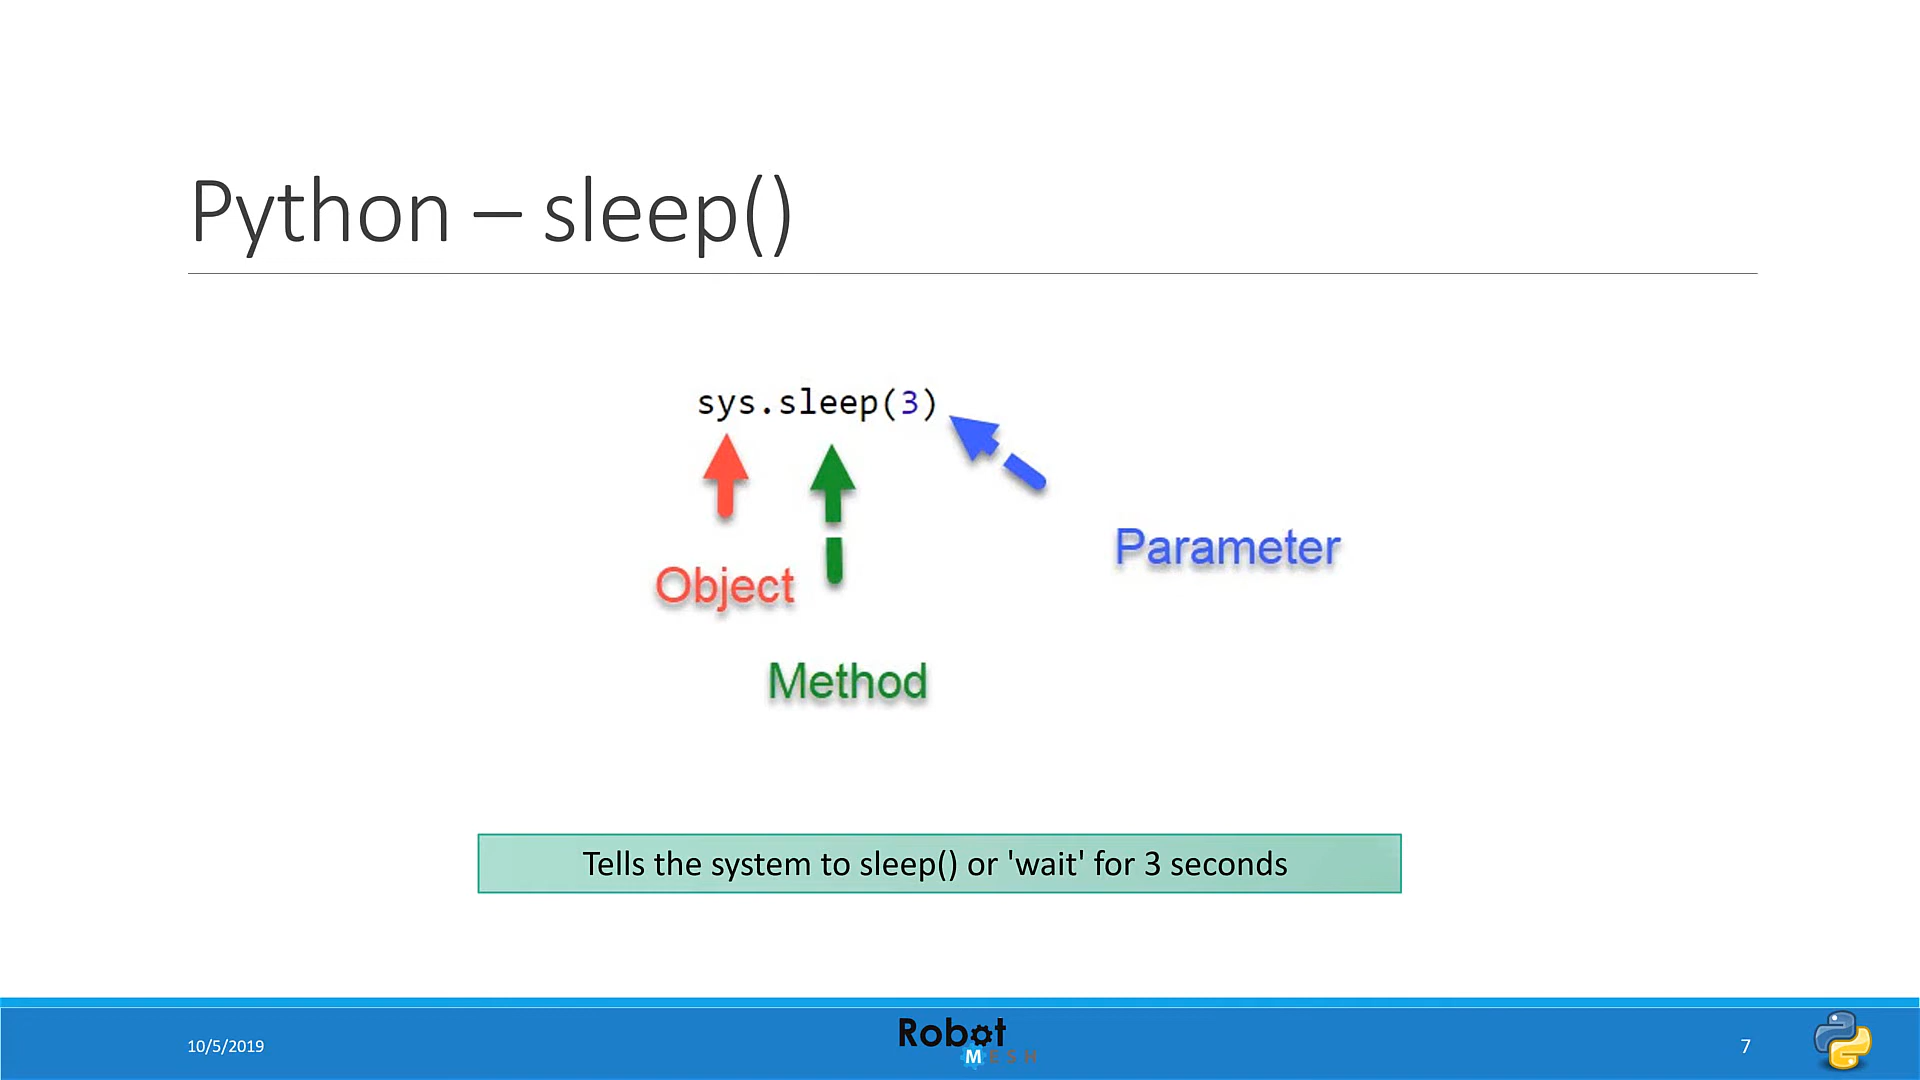 Python – sleep()
sys.sleep(3)
Object
Method
Parameter
Tells the system to sleep() or 'wait' for 3 seconds
10/5/2019
Robot
MESH
7